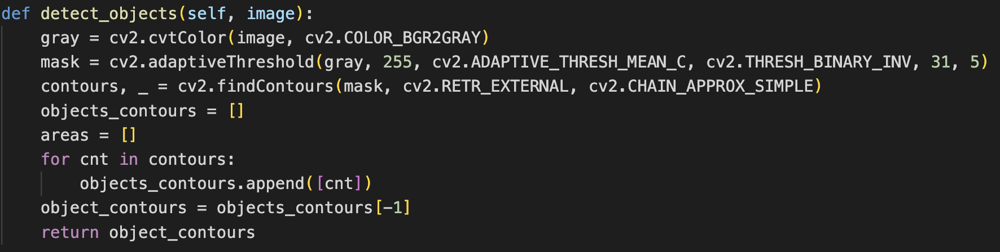 def detect_objects(self, image):
    gray = cv2.cvtColor(image, cv2.COLOR_BGR2GRAY)
    mask = cv2.adaptiveThreshold(gray, 255, cv2.ADAPTIVE_THRESH_MEAN_C, cv2.THRESH_BINARY_INV, 31, 5)
    contours, _ = cv2.findContours(mask, cv2.RETR_EXTERNAL, cv2.CHAIN_APPROX_SIMPLE)
    objects_contours = []
    areas = []
    for cnt in contours:
        objects_contours.append([cnt])
    object_contours = objects_contours[-1]
    return object_contours